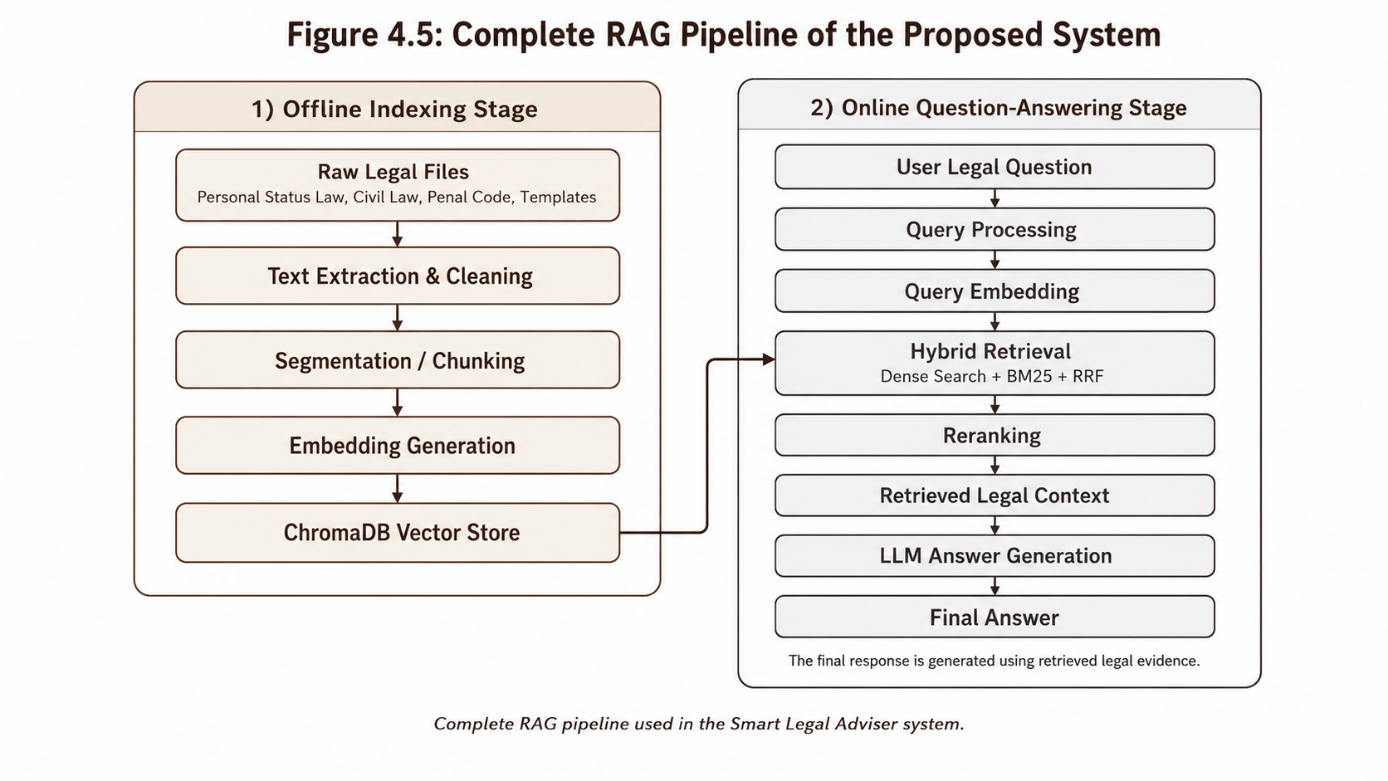 Figure 4.5: Complete RAG Pipeline of the Proposed System
1) Offline Indexing Stage
Raw Legal Files
Personal Status Law, Civil Law, Penal Code, Templates
Text Extraction & Cleaning
Segmentation / Chunking
Embedding Generation
ChromaDB Vector Store
2) Online Question-Answering Stage
User Legal Question
Query Processing
Query Embedding
Hybrid Retrieval
Dense Search + BM25 + RRF
Reranking
Retrieved Legal Context
LLM Answer Generation
Final Answer
The final response is generated using retrieved legal evidence.
Complete RAG pipeline used in the Smart Legal Adviser system.